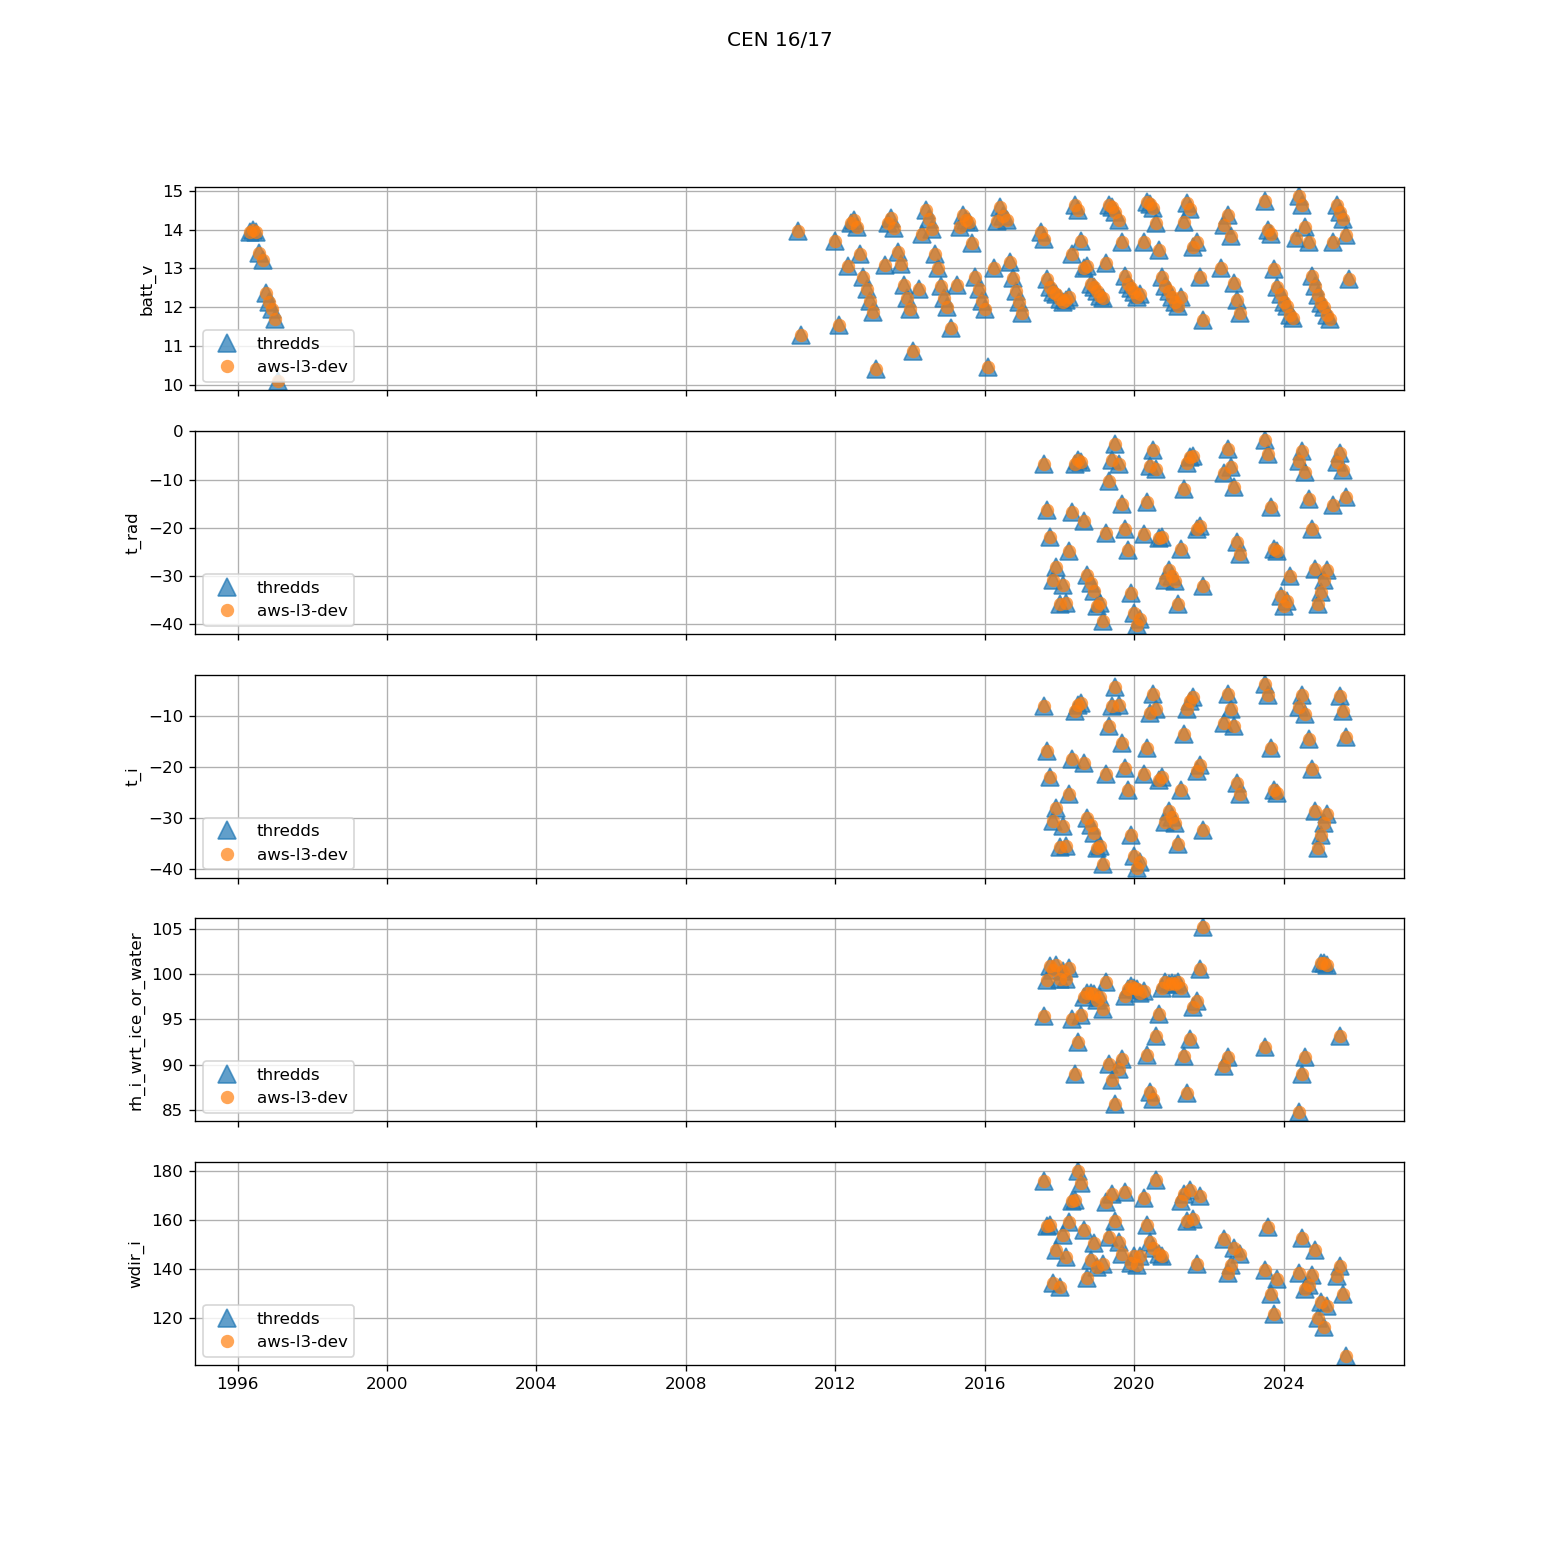 CEN 16/17
15
14
13
12
11
10
batt_v
thredds
aws-l3-dev
0
−10
−20
−30
−40
t_rad
thredds
aws-l3-dev
−10
−20
−30
−40
t_i
thredds
aws-l3-dev
105
100
95
90
85
rh_i_wrt_ice_or_water
thredds
aws-l3-dev
180
160
140
120
wdir_i
thredds
aws-l3-dev
1996 2000 2004 2008 2012 2016 2020 2024